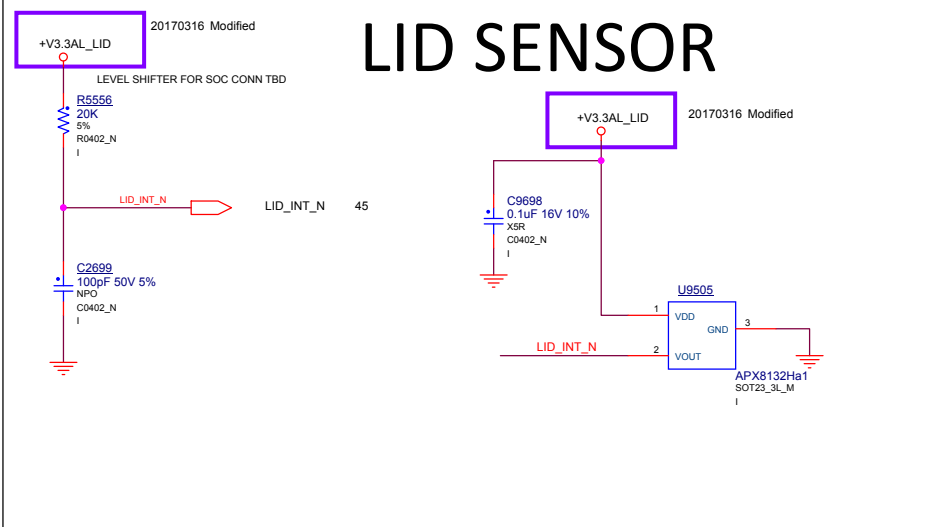 LID SENSOR
+V3.3AL_LID
20170316 Modified
LEVEL SHIFTER FOR SOC CONN TBD
R5556
20K
5%
R0402_N
I
LID_INT_N
LID_INT_N 45
C2699
100pF 50V 5%
NPO
C0402_N
I
+V3.3AL_LID
20170316 Modified
C9698
0.1uF 16V 10%
X5R
C0402_N
I
U9505
1 VDD
GND 3
LID_INT_N
2 VOUT
APX8132Ha1
SOT23_3L_M
I